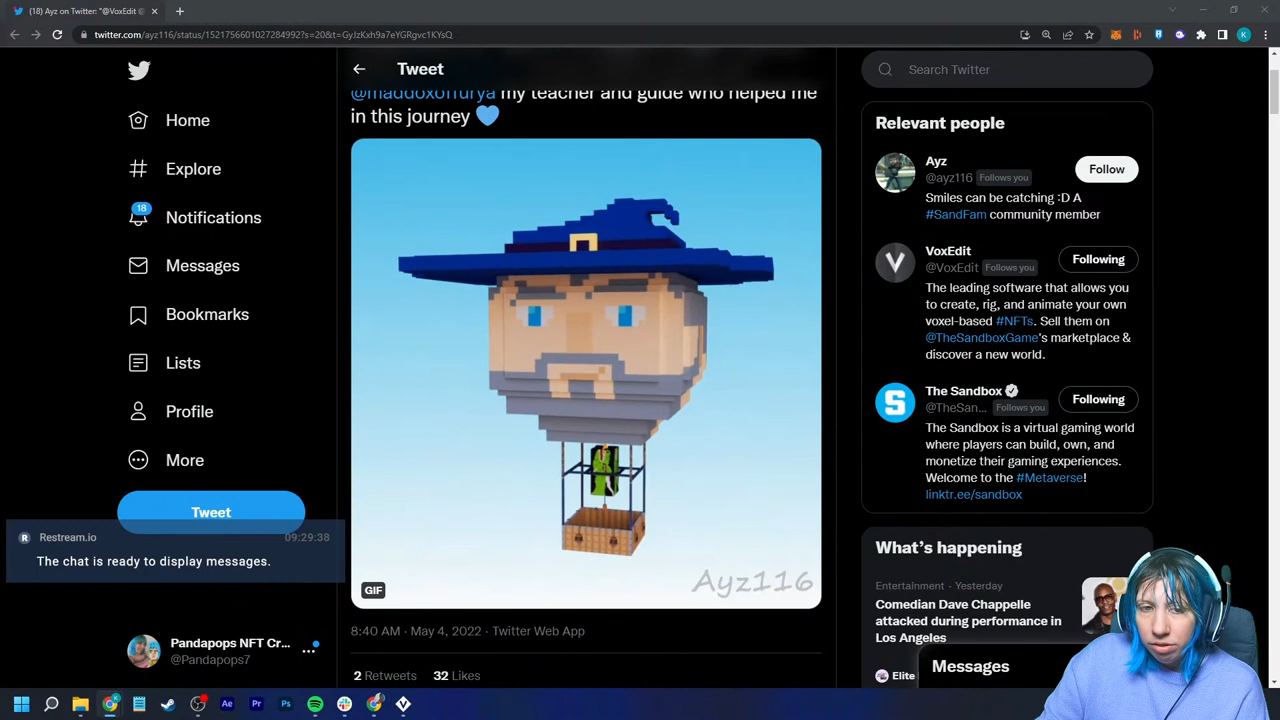 (18) Ayz on Twitter: "@VoxEdit @
twitter.com/ayz116/status/1521756601027284992?s=20&t=GyJzKxh9a7eYGRgvc1KYsQ
Home
Explore
18
Notifications
Messages
Bookmarks
Lists
Profile
More
Tweet
Restream.io
09:29:38
The chat is ready to display messages.
Pandapops NFT Cr...
@Pandapops7
Tweet
@maddoxoffurya my teacher and guide who helped me
in this journey
Ayz116
GIF
8:40 AM · May 4, 2022 · Twitter Web App
2 Retweets 32 Likes
Search Twitter
Relevant people
Ayz
@ayz116 Follows you
Follow
Smiles can be catching :D A
#SandFam community member
VoxEdit
@VoxEdit Follows you
Following
The leading software that allows you
to create, rig, and animate your own
voxel-based #NFTs. Sell them on
@TheSandboxGame's marketplace &
discover a new world.
The Sandbox
@TheSan... Follows you
Following
The Sandbox is a virtual gaming world
where players can build, own, and
monetize their gaming experiences.
Welcome to the #Metaverse!
linktr.ee/sandbox
What's happening
Entertainment · Yesterday
Comedian Dave Chappelle
attacked during performance in
Los Angeles
Elite
Messages
Ae
Pr
Ps